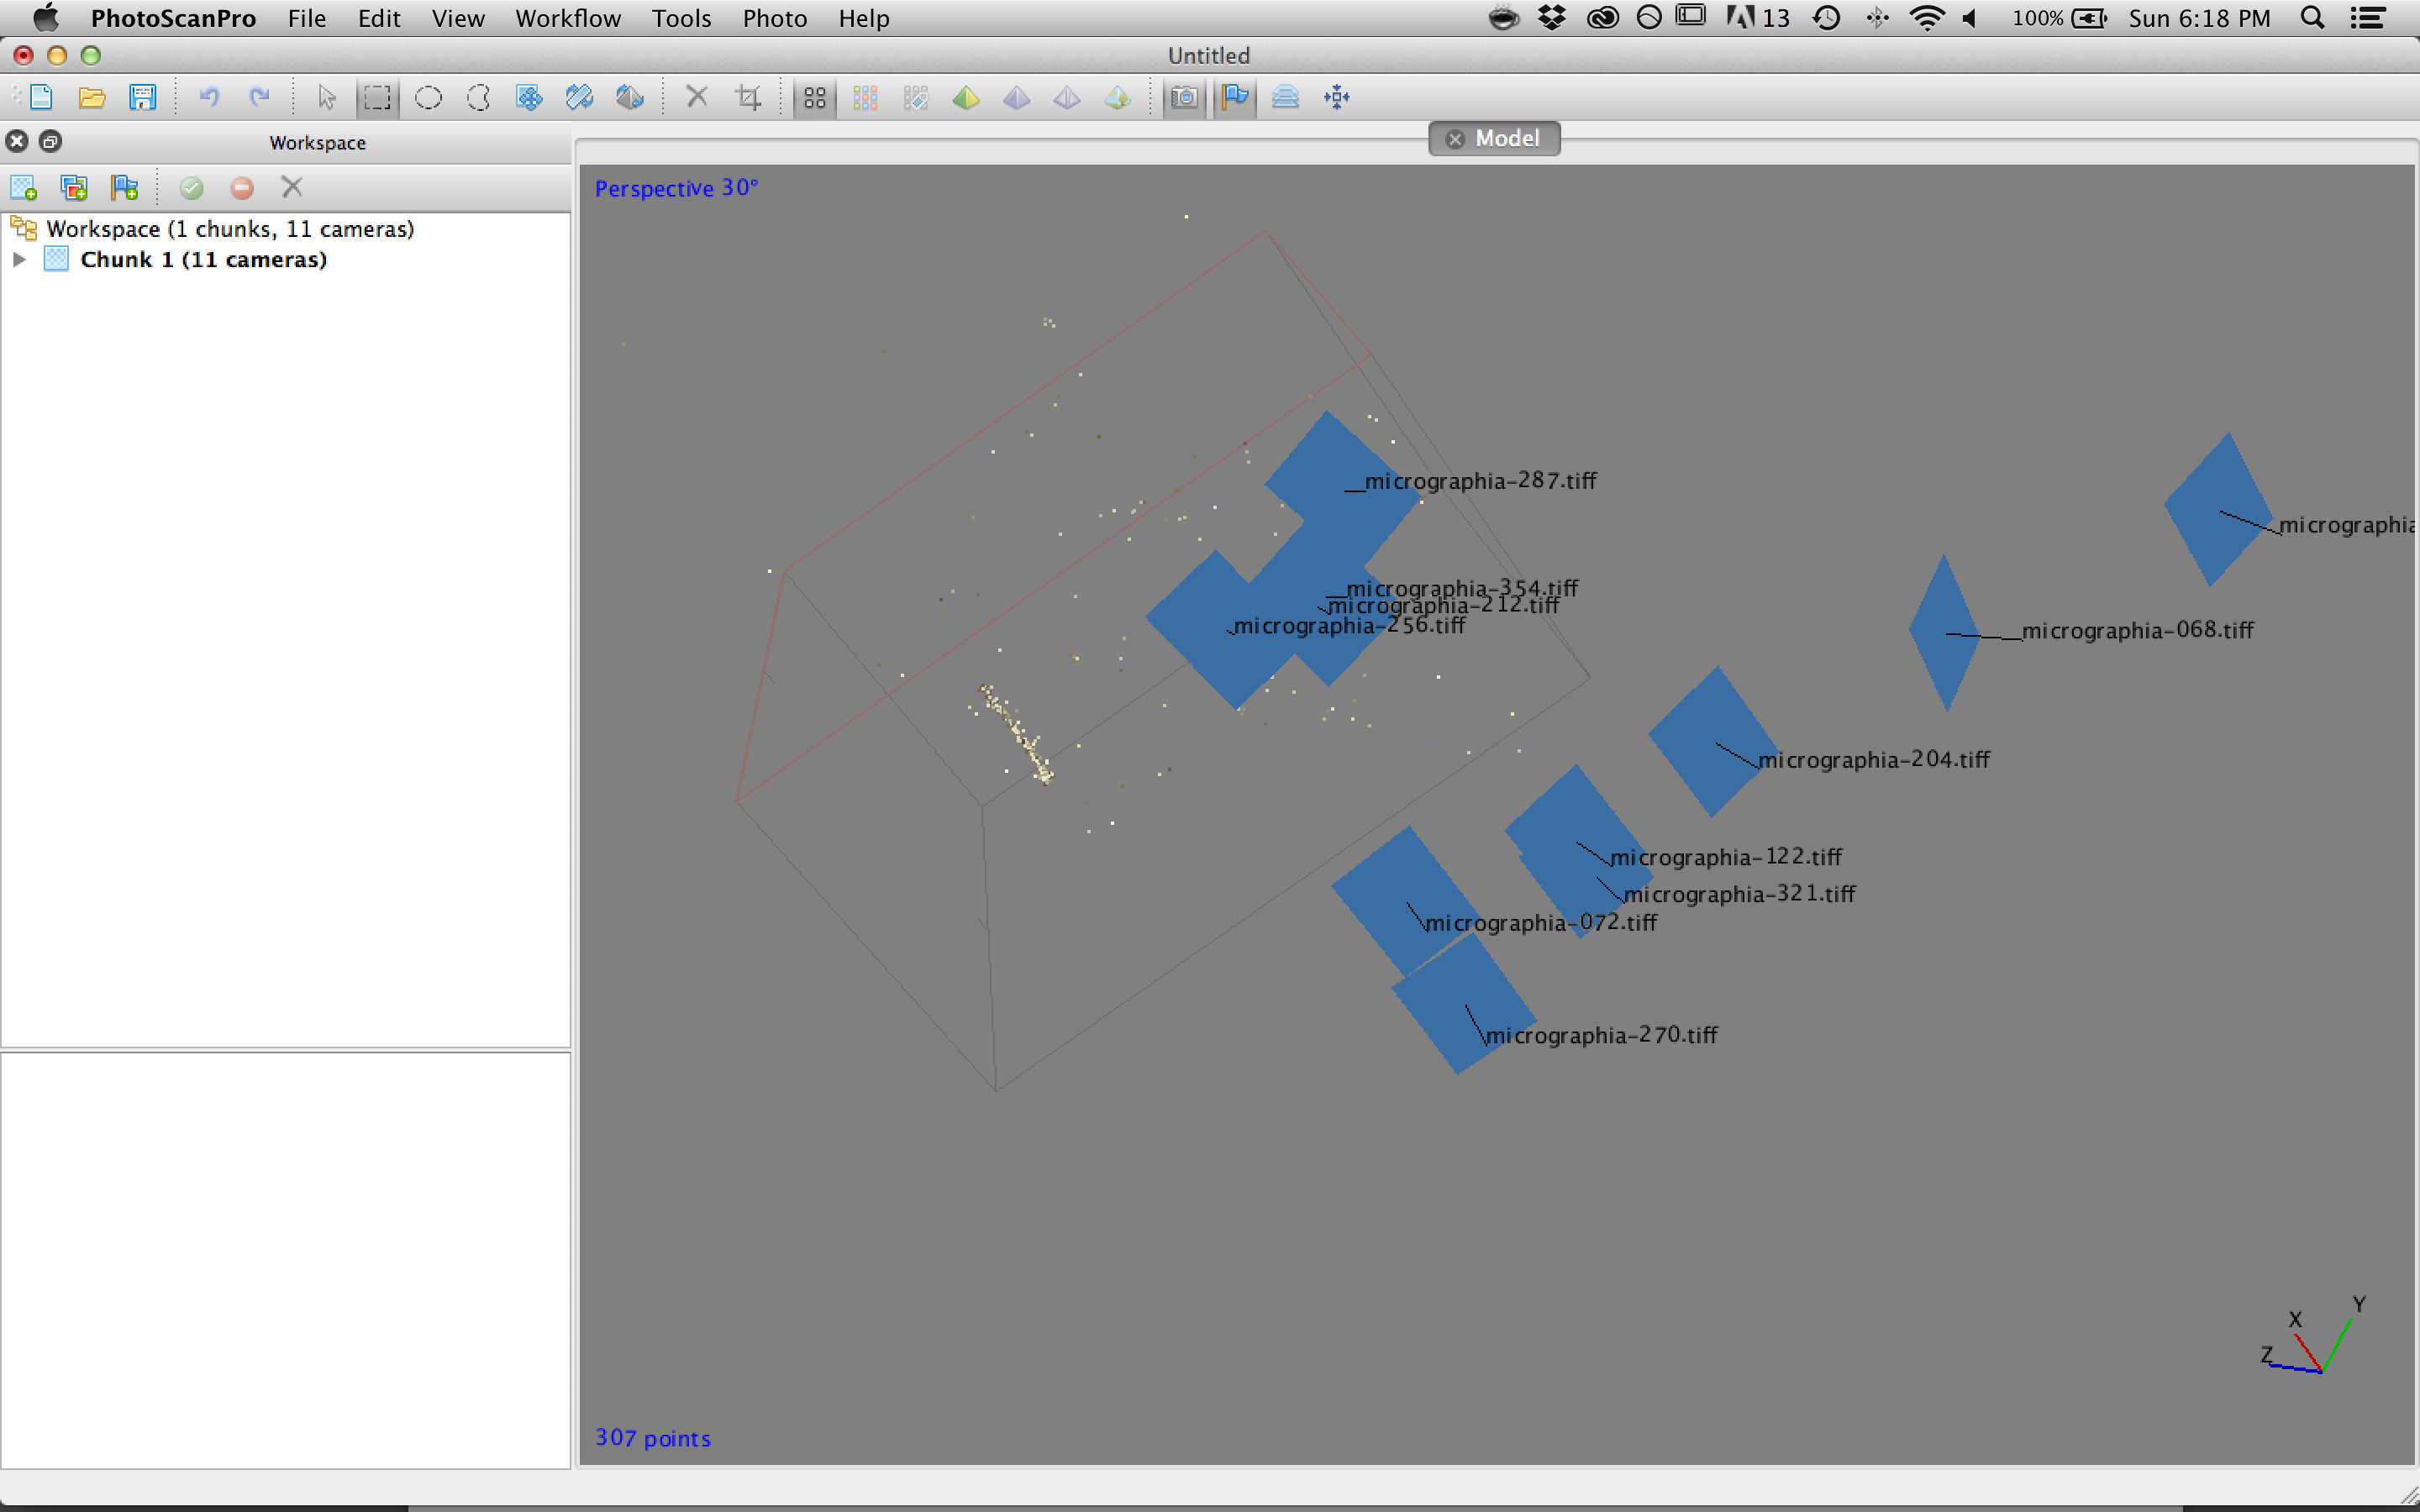 PhotoScanPro File Edit View Workflow Tools Photo Help 13 100% Sun 6:18 PM
Untitled
Workspace
Model
Workspace (1 chunks, 11 cameras)
Chunk 1 (11 cameras)
Perspective 30°
micrographia-287.tiff
micrographia
micrographia-354.tiff
micrographia-212.tiff
micrographia-256.tiff
micrographia-068.tiff
micrographia-204.tiff
micrographia-122.tiff
micrographia-321.tiff
micrographia-072.tiff
micrographia-270.tiff
Y
X
Z
307 points